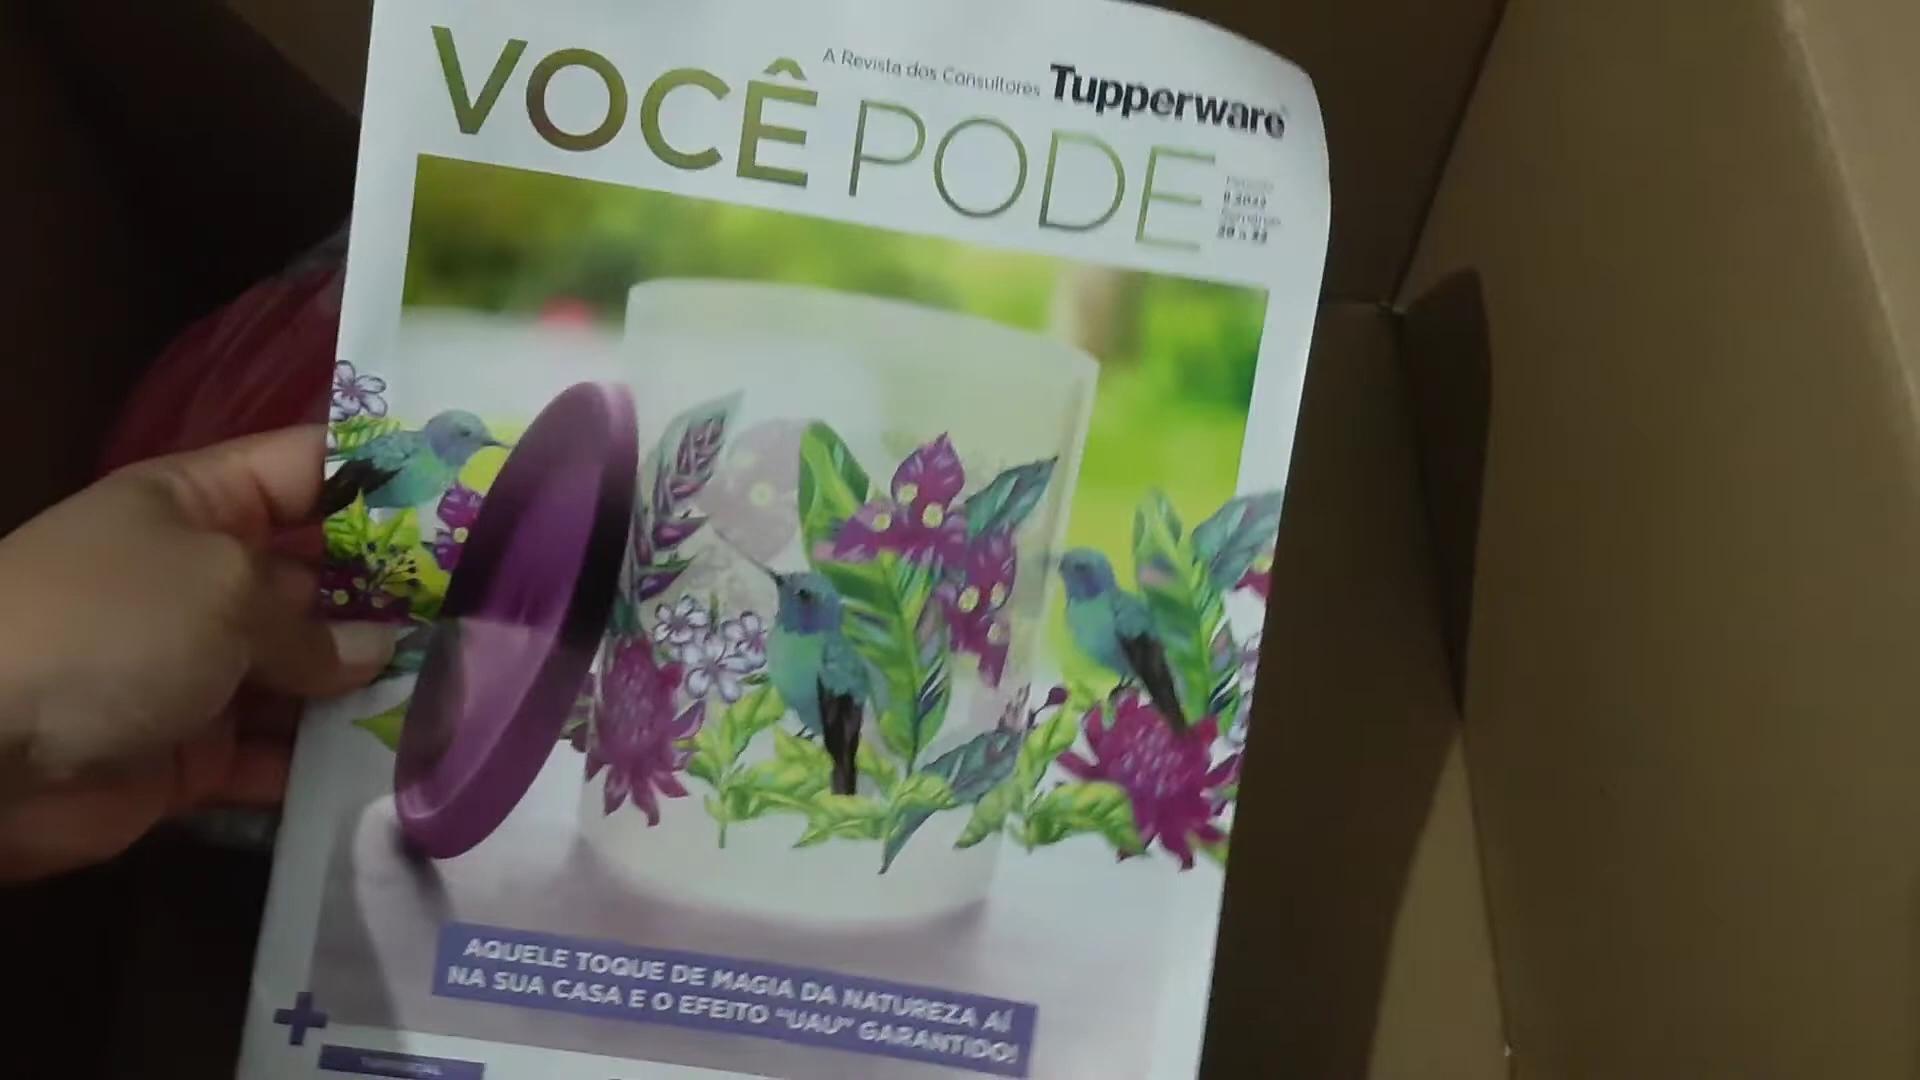 A Revista dos Consultores Tupperware
VOCÊ PODE
AQUELE TOQUE DE MAGIA DA NATUREZA AÍ
NA SUA CASA E O EFEITO “UAU” GARANTIDO!
+